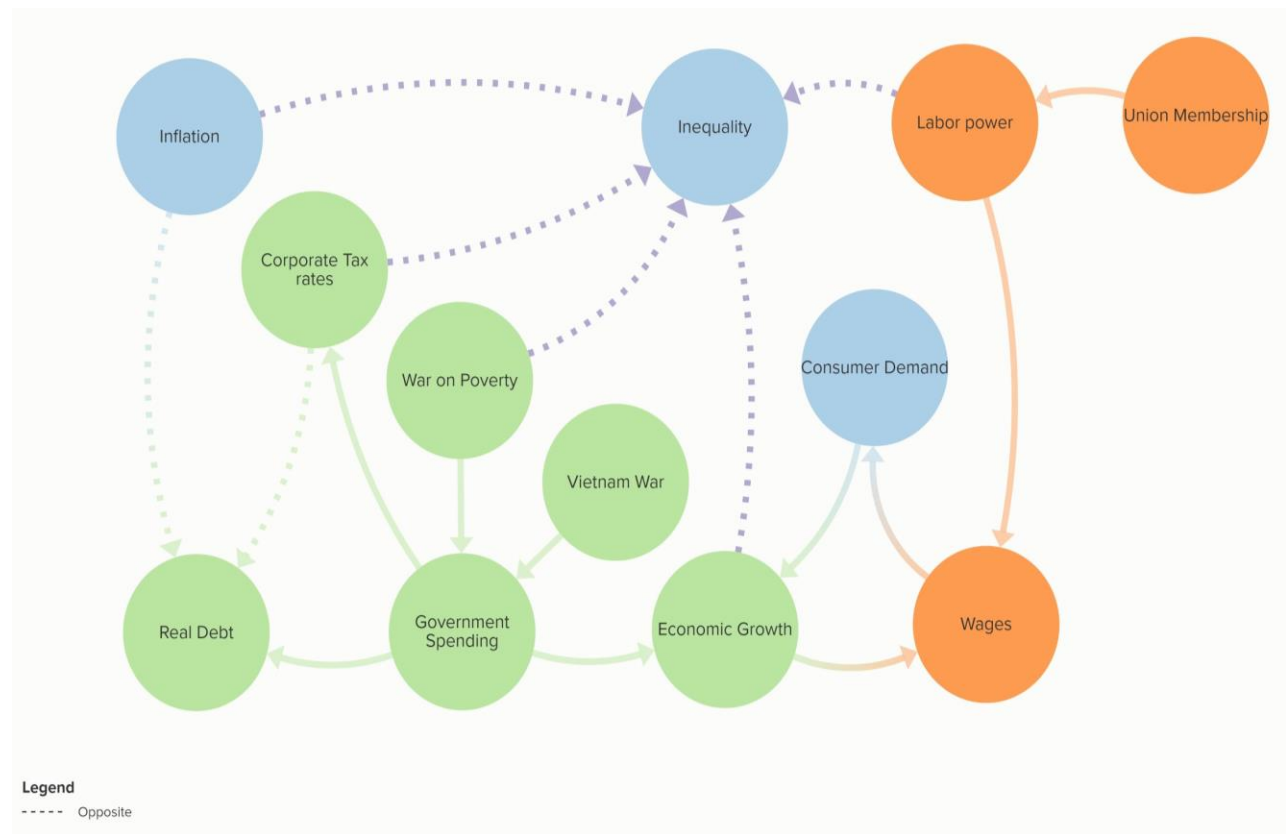 Inflation
Inequality
Labor power
Union Membership
Corporate Tax
rates
War on Poverty
Consumer Demand
Vietnam War
Real Debt
Government
Spending
Economic Growth
Wages
Legend
Opposite